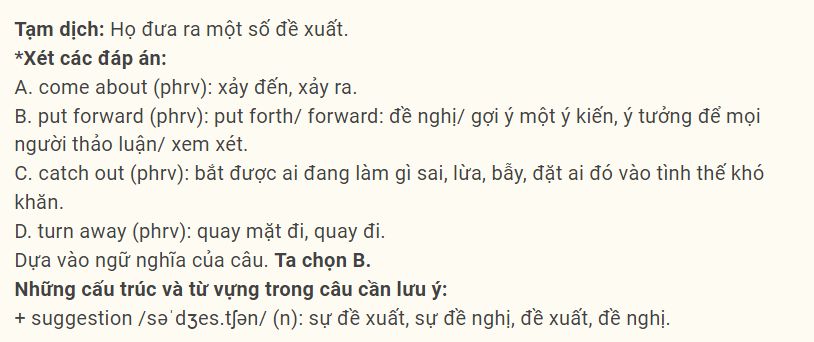 Tạm dịch: Họ đưa ra một số đề xuất.
*Xét các đáp án:
A. come about (phrv): xảy đến, xảy ra.
B. put forward (phrv): put forth/ forward: đề nghị/ gợi ý một ý kiến, ý tưởng để mọi
người thảo luận/ xem xét.
C. catch out (phrv): bắt được ai đang làm gì sai, lừa, bẫy, đặt ai đó vào tình thế khó
khăn.
D. turn away (phrv): quay mặt đi, quay đi.
Dựa vào ngữ nghĩa của câu. Ta chọn B.
Những cấu trúc và từ vựng trong câu cần lưu ý:
+ suggestion /səˈdʒes.tʃən/ (n): sự đề xuất, sự đề nghị, đề xuất, đề nghị.